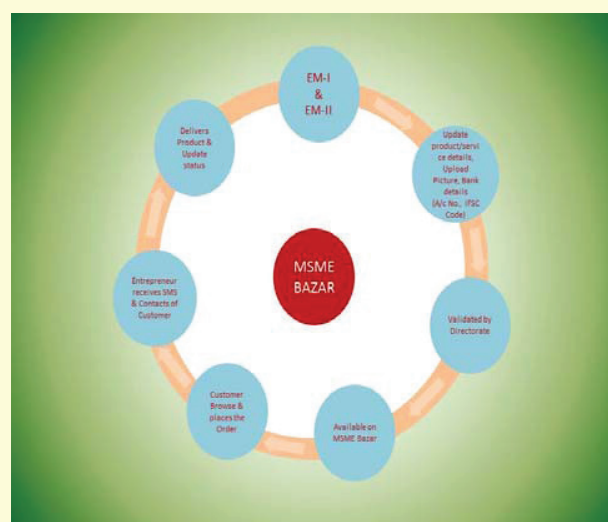 EM-I
&
EM-II
Update
product/servi
ce details,
Upload
Picture, Bank
details
(A/c No., IFSC
Code)
Validated by
Directorate
Available on
MSME Bazar
Customer
Browse &
places the
Order
Entrepreneur
receives SMS
& Contacts of
Customer
Delivers
Product &
Update
status
MSME
BAZAR